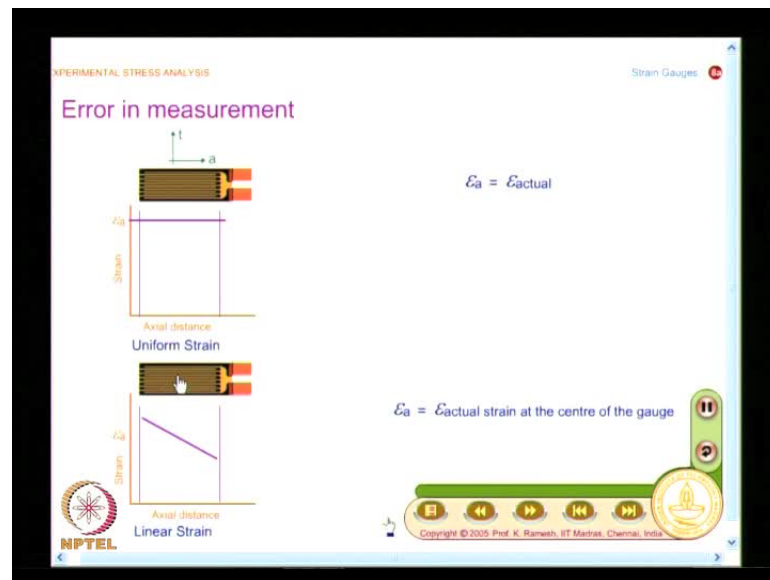 XPERIMENTAL STRESS ANALYSIS
Strain Gauges 8a
Error in measurement
t
a
εa = εactual
εa
Strain
Axial distance
Uniform Strain
εa = εactual strain at the centre of the gauge
εa
Strain
Axial distance
Linear Strain
NPTEL
Copyright © 2005 Prof. K. Ramesh, IIT Madras, Chennai, India